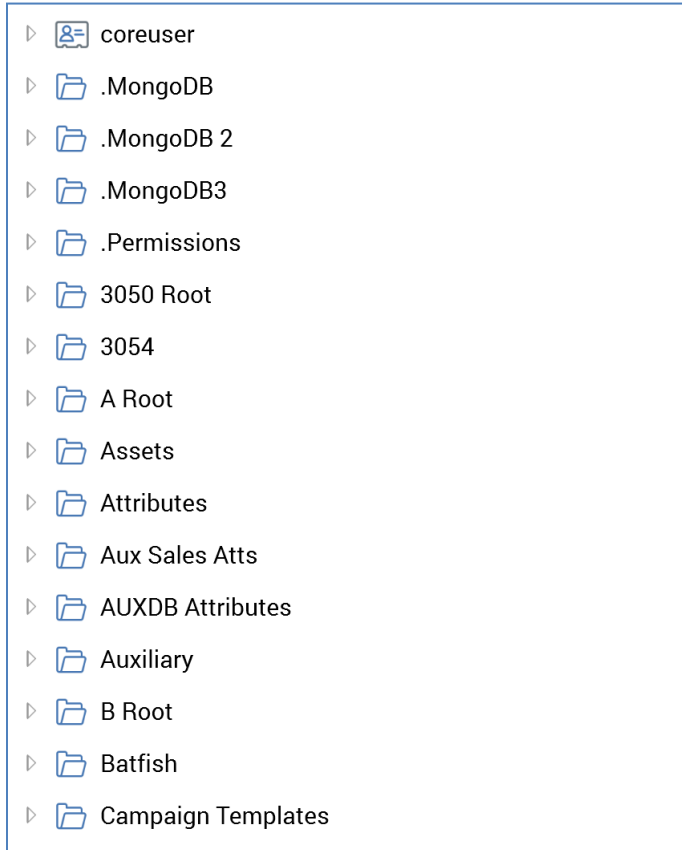 coreuser
.MongoDB
.MongoDB 2
.MongoDB3
.Permissions
3050 Root
3054
A Root
Assets
Attributes
Aux Sales Atts
AUXDB Attributes
Auxiliary
B Root
Batfish
Campaign Templates